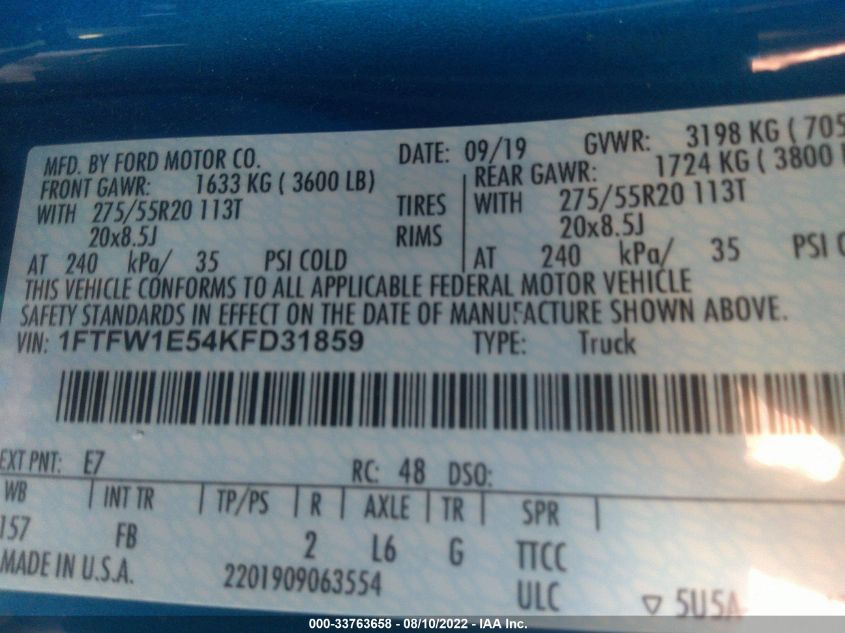 MFD. BY FORD MOTOR CO. DATE: 09/19 GVWR: 3198 KG ( 705
FRONT GAWR: 1633 KG ( 3600 LB) REAR GAWR: 1724 KG ( 3800
WITH 275/55R20 113T TIRES WITH 275/55R20 113T
20x8.5J RIMS 20x8.5J
AT 240 kPa/ 35 PSI COLD AT 240 kPa/ 35 PSI
THIS VEHICLE CONFORMS TO ALL APPLICABLE FEDERAL MOTOR VEHICLE
SAFETY STANDARDS IN EFFECT ON THE DATE OF MANUFACTURE SHOWN ABOVE.
VIN: 1FTFW1E54KFD31859 TYPE: Truck
EXT PNT: E7 RC: 48 DSO:
WB INT TR TP/PS R AXLE TR SPR
157 FB 2 L6 G TTCC
MADE IN U.S.A. 2201909063554 ULC ▽ 5U5A
000-33763658 - 08/10/2022 - IAA Inc.